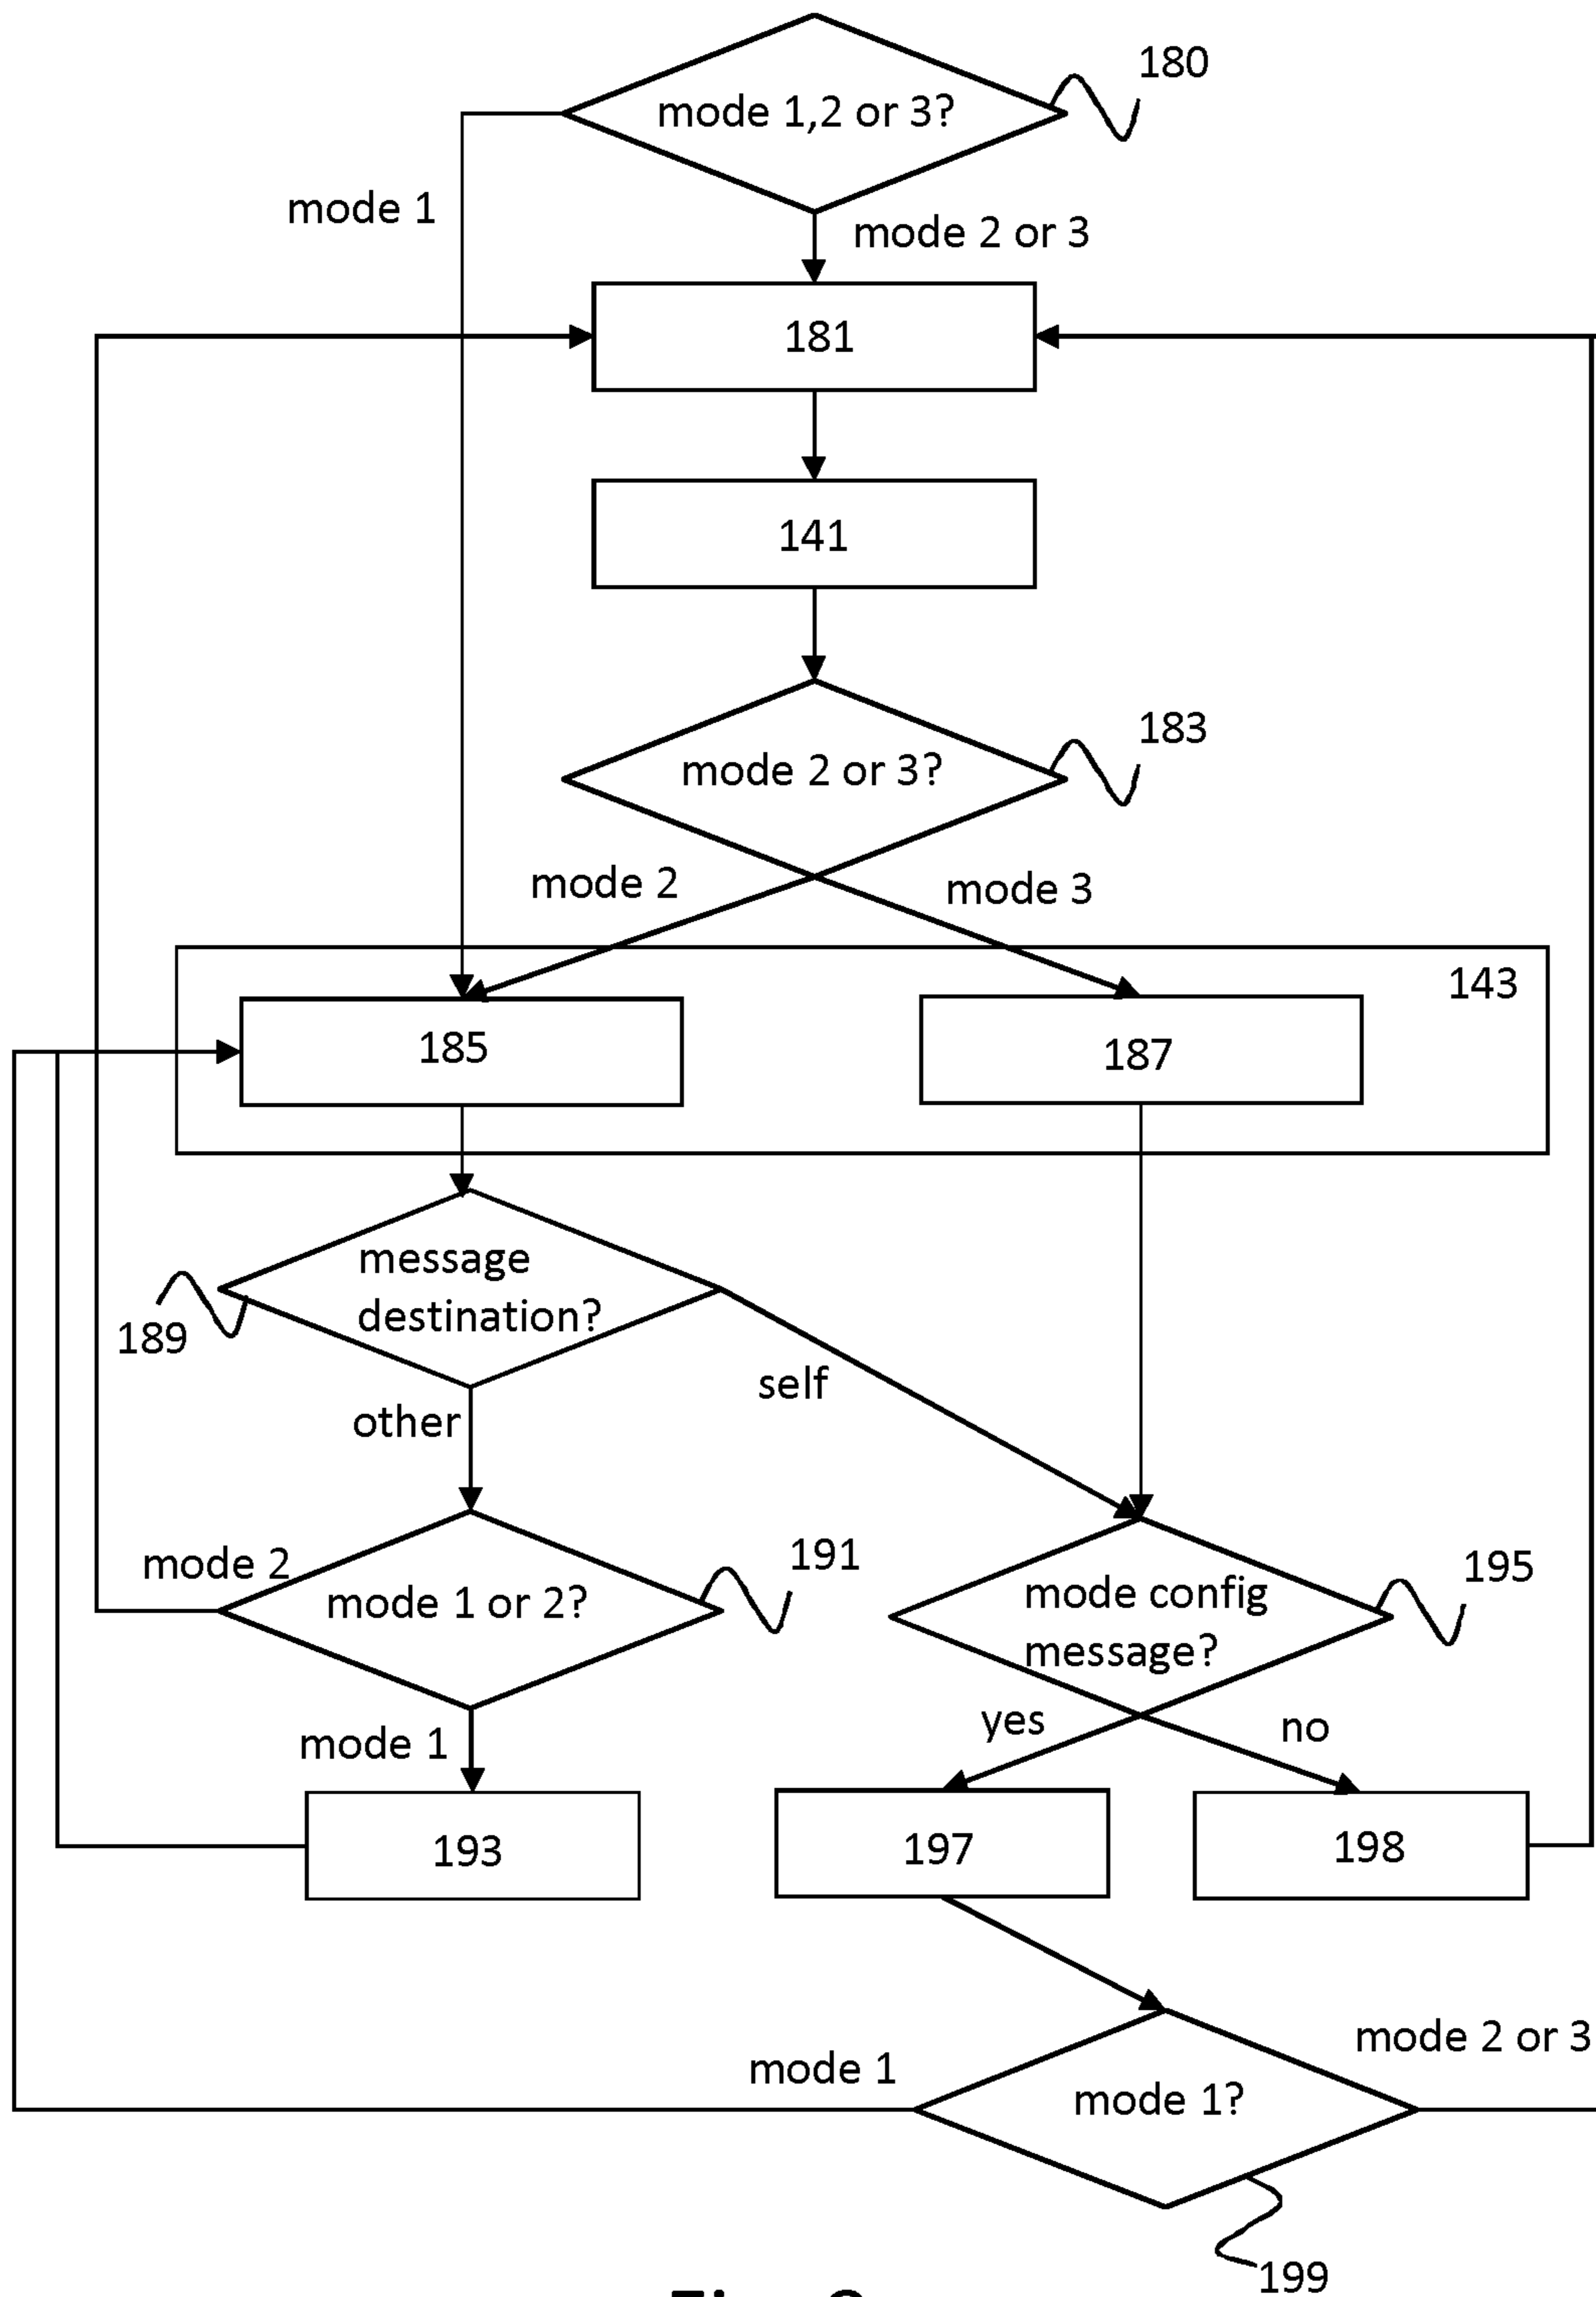 180
mode 1,2 or 3?
mode 1
mode 2 or 3
181
141
183
mode 2 or 3?
mode 2
mode 3
143
185
187
message
destination?
189
self
other
191
195
mode 2
mode 1 or 2?
mode config
message?
yes
no
mode 1
193
197
198
mode 2 or 3
mode 1
mode 1?
199